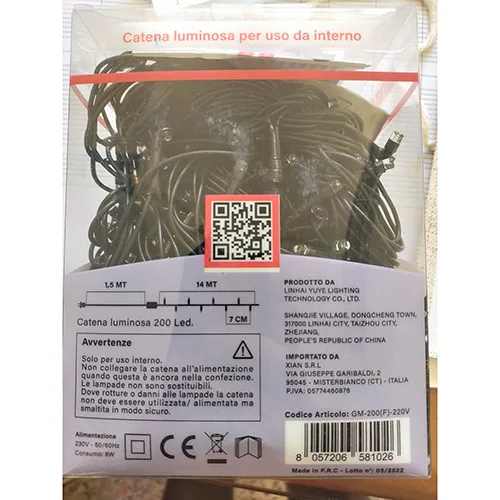 Catena luminosa per uso da interno
1,5 MT
14 MT
7 CM
Catena luminosa 200 Led.
Avvertenze
Solo per uso interno.
Non collegare la catena all'alimentazione
quando questa è ancora nella confezione.
Le lampade non sono sostituibili.
Dove rotture o danni alle lampade la catena
non deve essere utilizzata/ alimentata ma
smaltita in modo sicuro.
Alimentazione
230V - 50/60Hz
Consumo: 8W
CE
PRODOTTO DA
LINHAI YUYE LIGHTING
TECHNOLOGY CO., LTD.
SHANGJIE VILLAGE, DONGCHENG TOWN,
317000 LINHAI CITY, TAIZHOU CITY,
ZHEJIANG,
PEOPLE'S REPUBLIC OF CHINA
IMPORTATO DA
XIAN S.R.L
VIA GIUSEPPE GARIBALDI, 2
95045 - MISTERBIANCO (CT) - ITALIA
P.IVA: 05774460876
Codice Articolo: GM-200(F)-220V
8 057206 581026
Made in P.R.C - Lotto n°: 05/2022